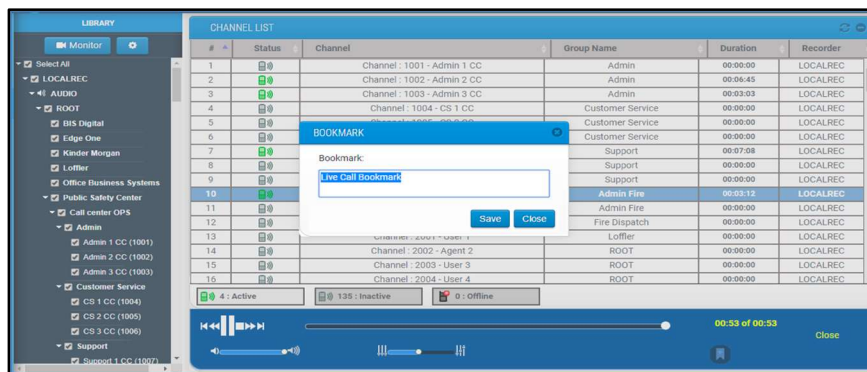 LIBRARY
Monitor
Select All
LOCALREC
AUDIO
ROOT
BIS Digital
Edge One
Kinder Morgan
Loffler
Office Business Systems
Public Safety Center
Call center OPS
Admin
Admin 1 CC (1001)
Admin 2 CC (1002)
Admin 3 CC (1003)
Customer Service
CS 1 CC (1004)
CS 2 CC (1005)
CS 3 CC (1006)
Support
Support 1 CC (1007)
CHANNEL LIST
# Status Channel Group Name Duration Recorder
1 Channel : 1001 - Admin 1 CC Admin 00:00:00 LOCALREC
2 Channel : 1002 - Admin 2 CC Admin 00:06:45 LOCALREC
3 Channel : 1003 - Admin 3 CC Admin 00:03:03 LOCALREC
4 Channel : 1004 - CS 1 CC Customer Service 00:00:00 LOCALREC
5 Customer Service 00:00:00 LOCALREC
6 Customer Service 00:00:00 LOCALREC
7 Support 00:07:08 LOCALREC
8 Support 00:00:00 LOCALREC
9 Support 00:00:00 LOCALREC
10 Admin Fire 00:03:12 LOCALREC
11 Admin Fire 00:00:00 LOCALREC
12 Fire Dispatch 00:00:00 LOCALREC
13 Channel : 2001 - User 1 Loffler 00:00:00 LOCALREC
14 Channel : 2002 - Agent 2 ROOT 00:00:00 LOCALREC
15 Channel : 2003 - User 3 ROOT 00:00:00 LOCALREC
16 Channel : 2004 - User 4 ROOT 00:00:00 LOCALREC
BOOKMARK
Bookmark:
Live Call Bookmark
Save Close
4 : Active 135 : Inactive 0 : Offline
00:53 of 00:53
Close